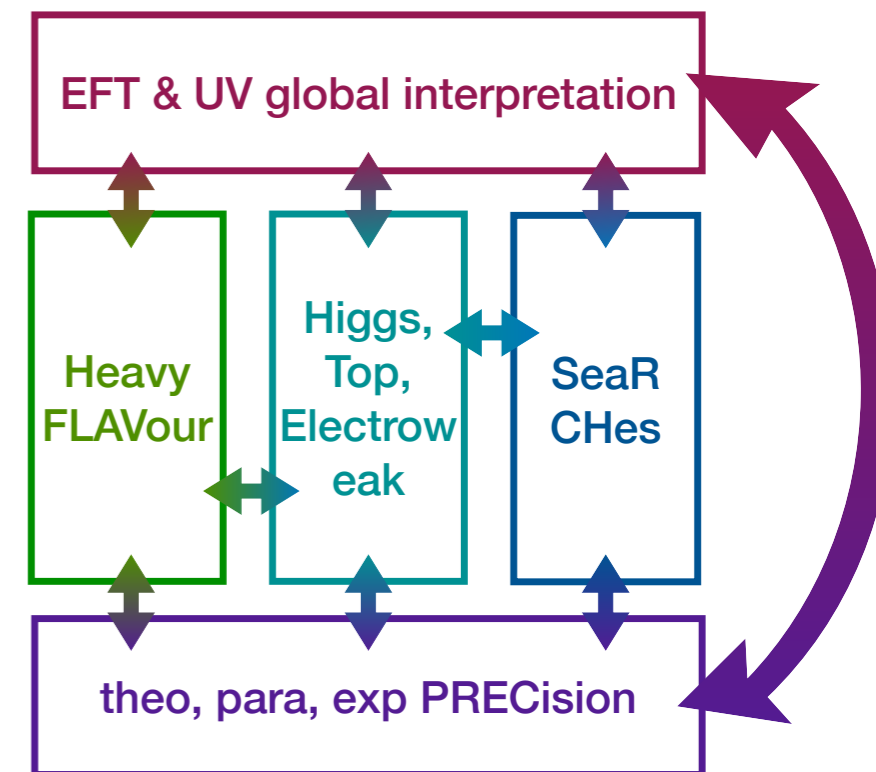 EFT & UV global interpretation
Heavy
FLAVour
Higgs,
Top,
Electrow
eak
SeaR
CHes
theo, para, exp PRECision